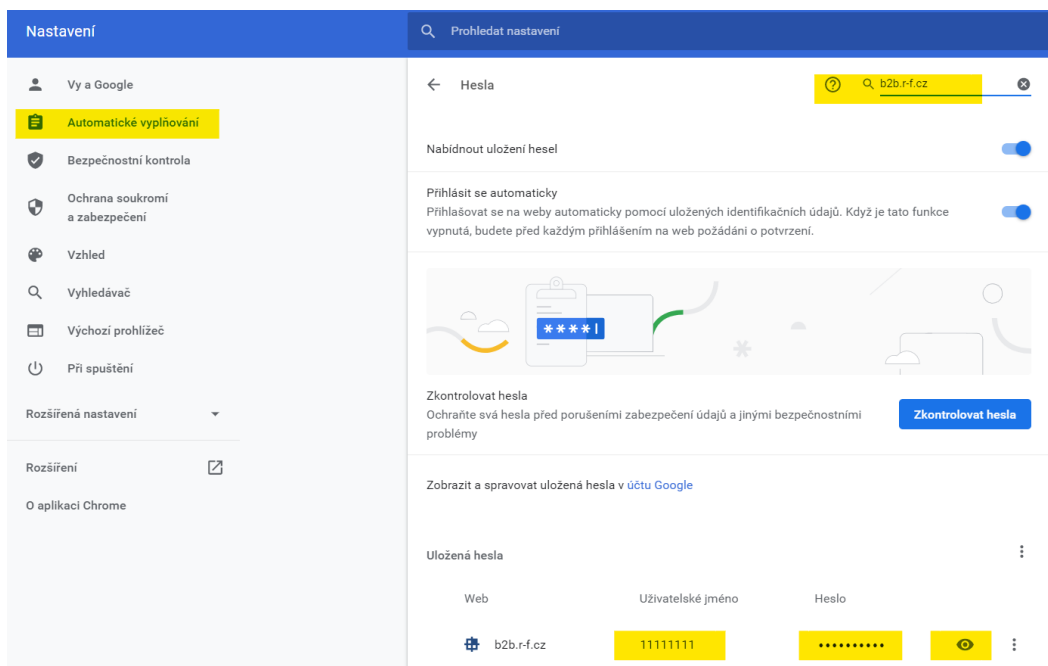 Nastavení
Prohledat nastavení
Vy a Google
Automatické vyplňování
Bezpečnostní kontrola
Ochrana soukromí
a zabezpečení
Vzhled
Vyhledávač
Výchozí prohlížeč
Při spuštění
Rozšířená nastavení
Rozšíření
O aplikaci Chrome
Hesla
b2b.r-f.cz
Nabídnout uložení hesel
Přihlásit se automaticky
Přihlašovat se na weby automaticky pomocí uložených identifikačních údajů. Když je tato funkce
vypnutá, budete před každým přihlášením na web požádáni o potvrzení.
****|
Zkontrolovat hesla
Ochraňte svá hesla před porušeními zabezpečení údajů a jinými bezpečnostními
problémy
Zkontrolovat hesla
Zobrazit a spravovat uložená hesla v účtu Google
Uložená hesla
Web Uživatelské jméno Heslo
b2b.r-f.cz 11111111 ••••••••••